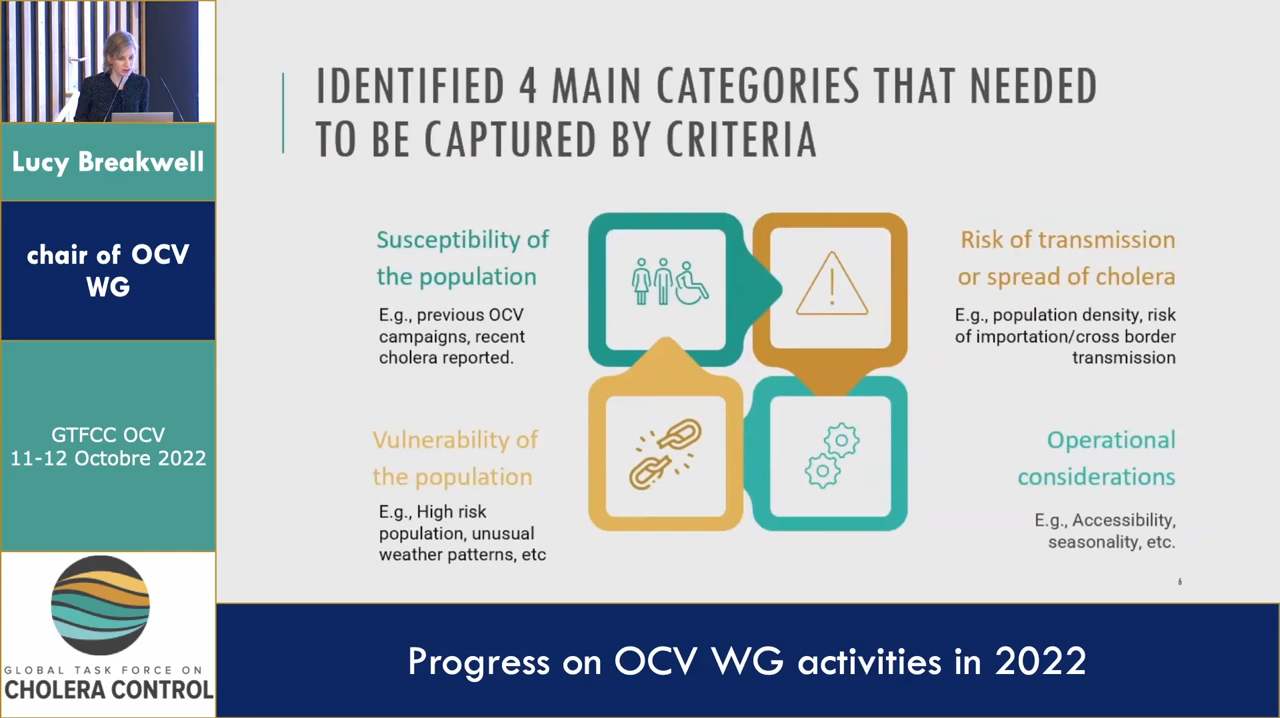 Lucy Breakwell
chair of OCV
WG
GTFCC OCV
11-12 Octobre 2022
GLOBAL TASK FORCE ON
CHOLERA CONTROL
IDENTIFIED 4 MAIN CATEGORIES THAT NEEDED
TO BE CAPTURED BY CRITERIA
Susceptibility of
the population
E.g., previous OCV
campaigns, recent
cholera reported.
Risk of transmission
or spread of cholera
E.g., population density, risk
of importation/cross border
transmission
Vulnerability of
the population
E.g., High risk
population, unusual
weather patterns, etc
Operational
considerations
E.g., Accessibility,
seasonality, etc.
6
Progress on OCV WG activities in 2022